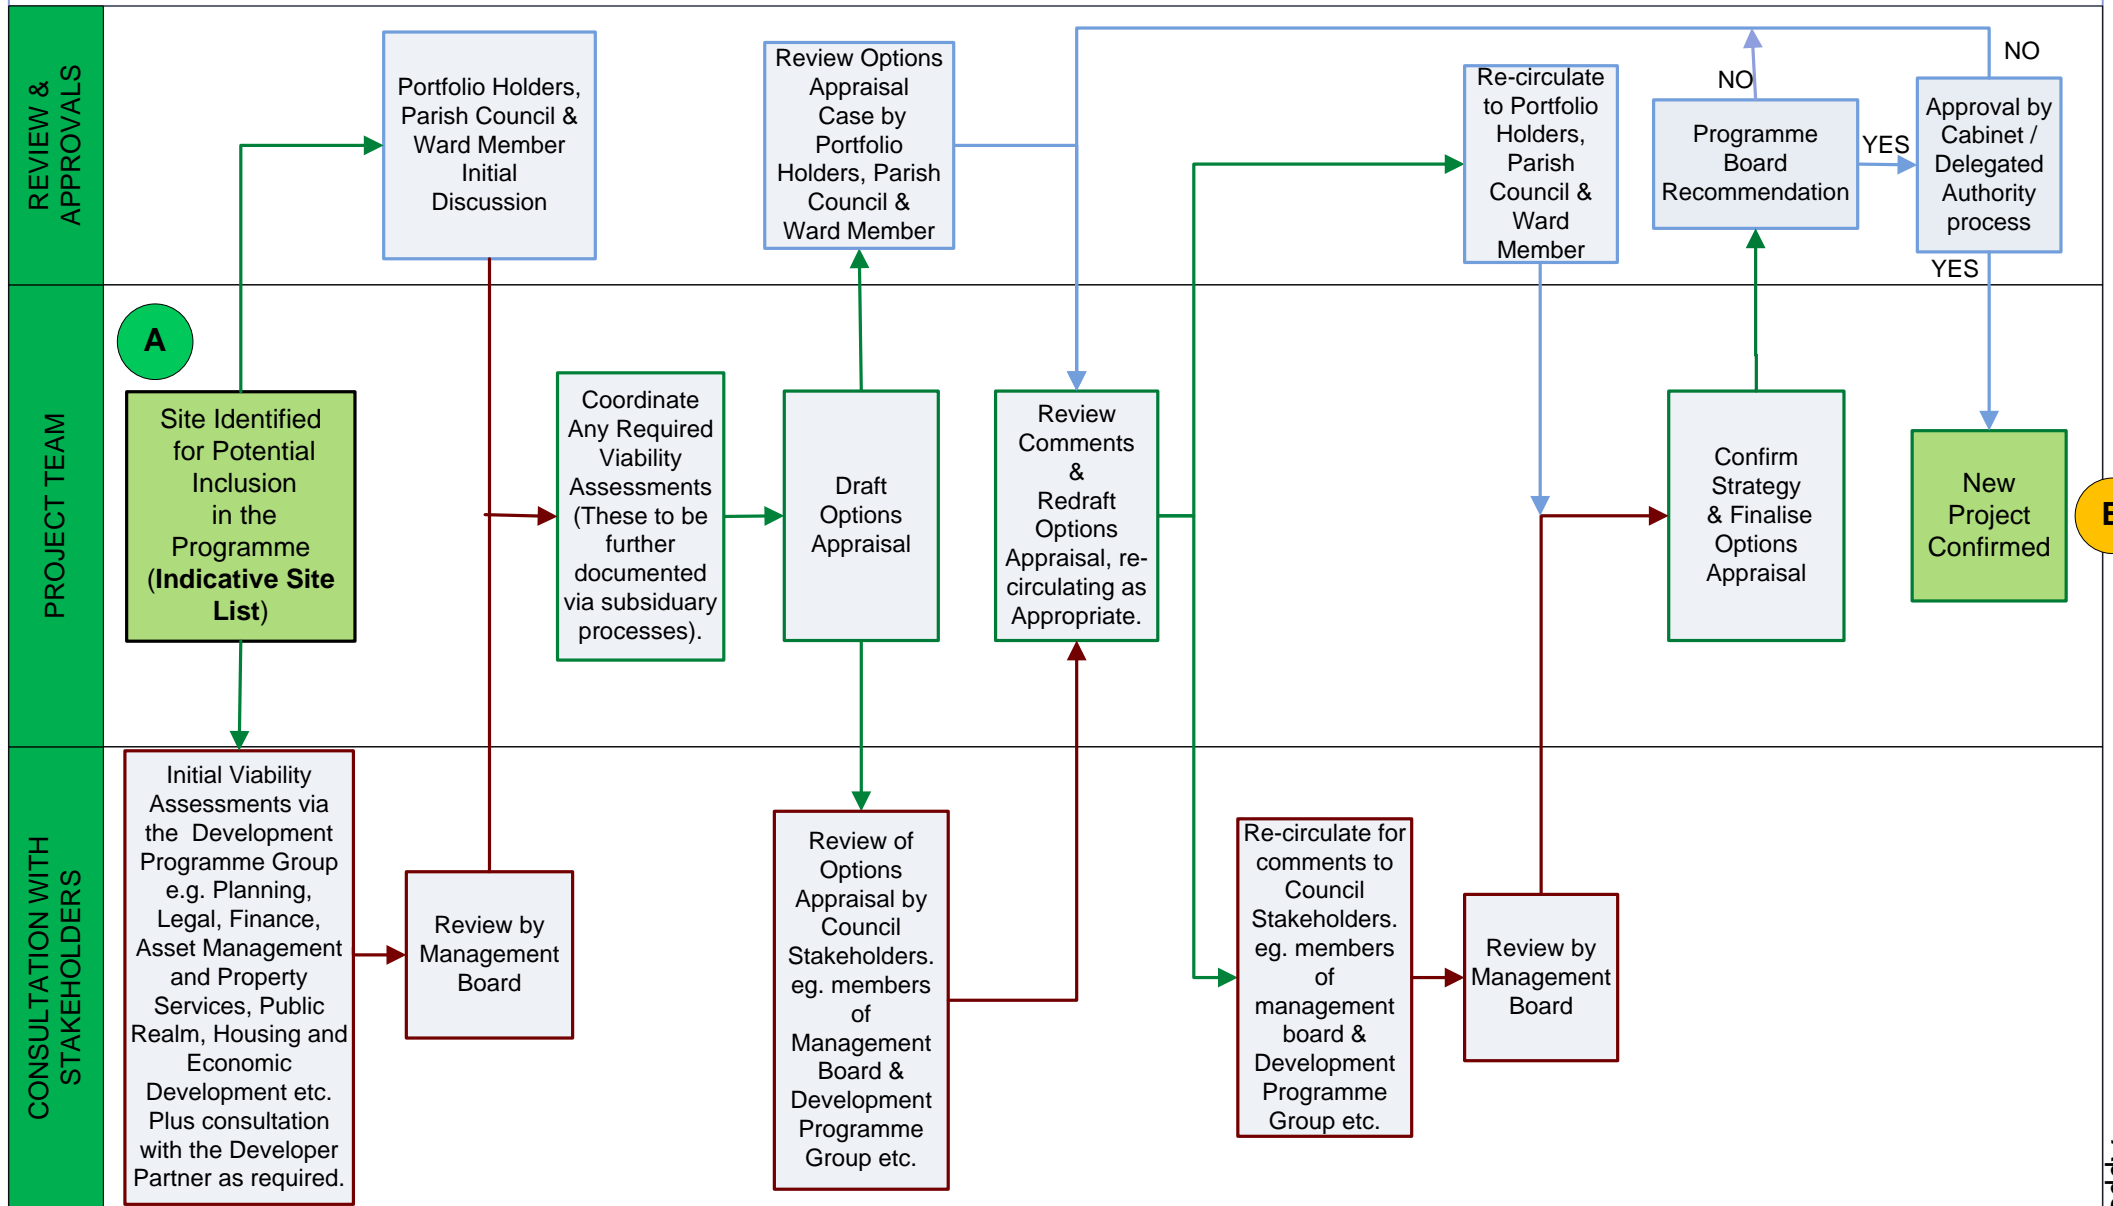 REVIEW &
APPROVALS
Portfolio Holders,
Parish Council &
Ward Member
Initial
Discussion
Review Options
Appraisal
Case by
Portfolio
Holders, Parish
Council &
Ward Member
Re-circulate
to Portfolio
Holders,
Parish
Council &
Ward
Member
NO
Programme
Board
Recommendation
YES
NO
Approval by
Cabinet /
Delegated
Authority
process
YES
PROJECT TEAM
A
Site Identified
for Potential
Inclusion
in the
Programme
(Indicative Site
List)
Coordinate
Any Required
Viability
Assessments
(These to be
further
documented
via subsiduary
processes).
Draft
Options
Appraisal
Review
Comments
&
Redraft
Options
Appraisal, re-
circulating as
Appropriate.
Confirm
Strategy
& Finalise
Options
Appraisal
New
Project
Confirmed
CONSULTATION WITH
STAKEHOLDERS
Initial Viability
Assessments via
the Development
Programme Group
e.g. Planning,
Legal, Finance,
Asset Management
and Property
Services, Public
Realm, Housing and
Economic
Development etc.
Plus consultation
with the Developer
Partner as required.
Review by
Management
Board
Review of
Options
Appraisal by
Council
Stakeholders.
eg. members
of
Management
Board &
Development
Programme
Group etc.
Re-circulate for
comments to
Council
Stakeholders.
eg. members
of
management
board &
Development
Programme
Group etc.
Review by
Management
Board